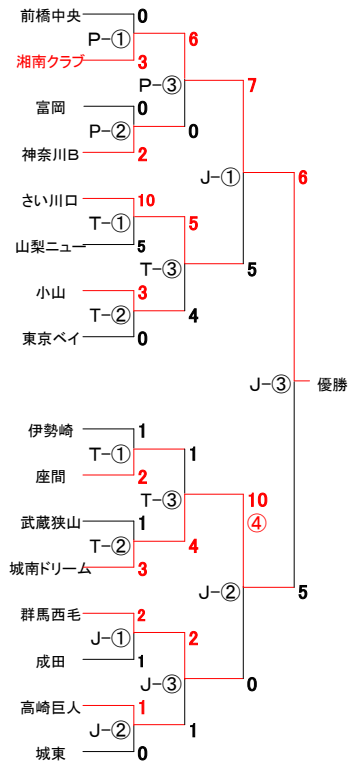 前橋中央 0
P-① 6
湘南クラブ 3
P-③ 7
富岡 0
P-② 0
神奈川B 2
J-① 6
さい川口 10
T-① 5
山梨ニュー 5
T-③ 5
小山 3
T-② 4
東京ベイ 0
J-③ 優勝
伊勢崎 1
T-① 1
座間 2
T-③ 10
④
武蔵狭山 1
T-② 4
城南ドリーム 3
J-② 5
群馬西毛 2
J-① 2
成田 1
J-③ 0
高崎巨人 1
J-② 1
城東 0